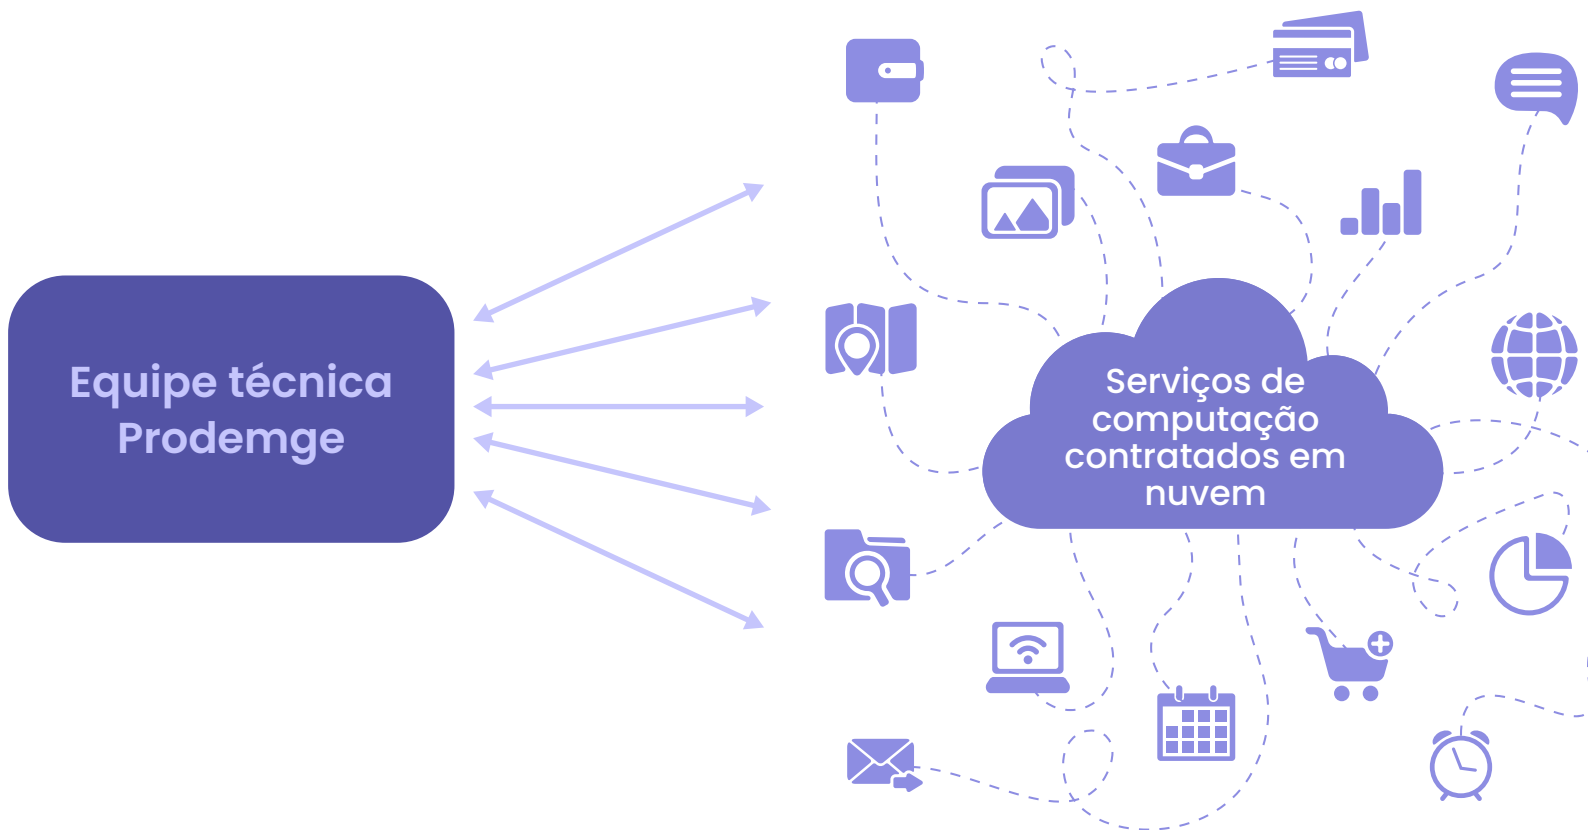 Equipe técnica
Prodemge
Serviços de
computação
contratados em
nuvem